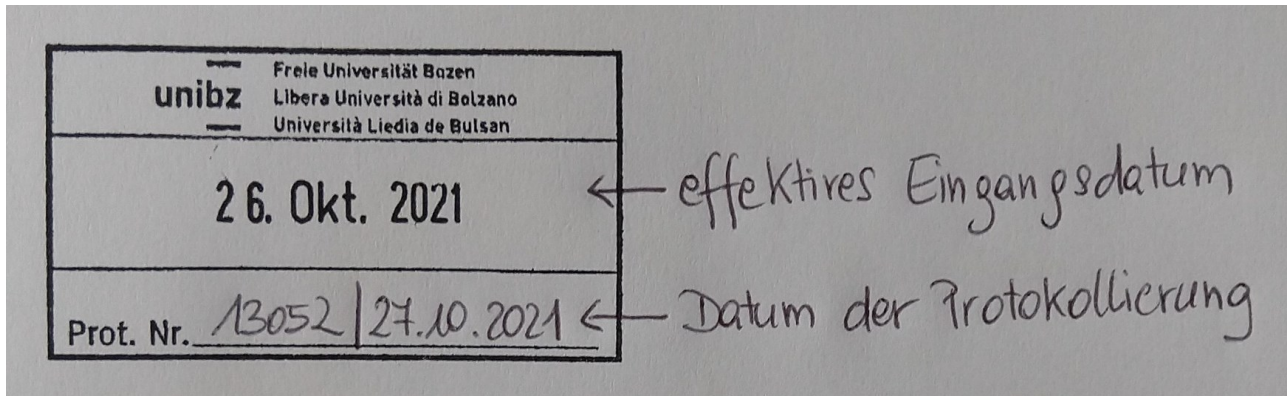 unibz
Freie Universität Bozen
Libera Università di Bolzano
Università Liedia de Bulsan
26. Okt. 2021 ← effektives Eingangsdatum
Prot. Nr. 13052 | 27.10.2021 ← Datum der Protokollierung